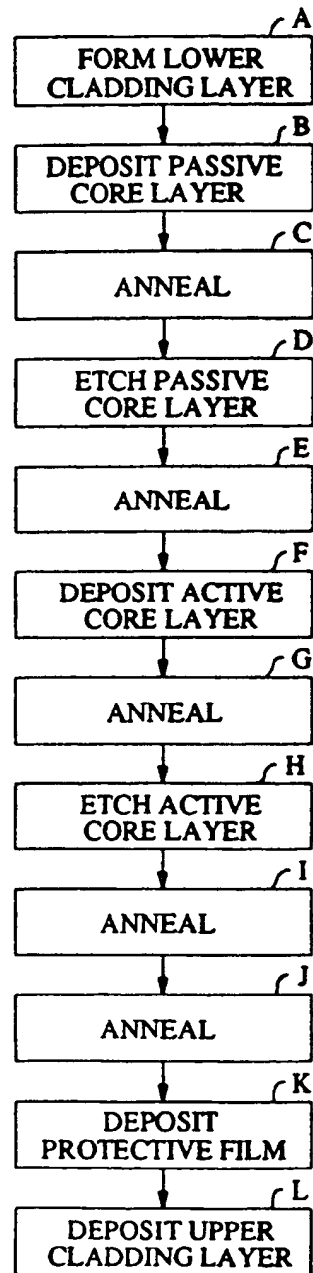 A
FORM LOWER
CLADDING LAYER
B
DEPOSIT PASSIVE
CORE LAYER
C
ANNEAL
D
ETCH PASSIVE
CORE LAYER
E
ANNEAL
F
DEPOSIT ACTIVE
CORE LAYER
G
ANNEAL
H
ETCH ACTIVE
CORE LAYER
I
ANNEAL
J
ANNEAL
K
DEPOSIT
PROTECTIVE FILM
L
DEPOSIT UPPER
CLADDING LAYER